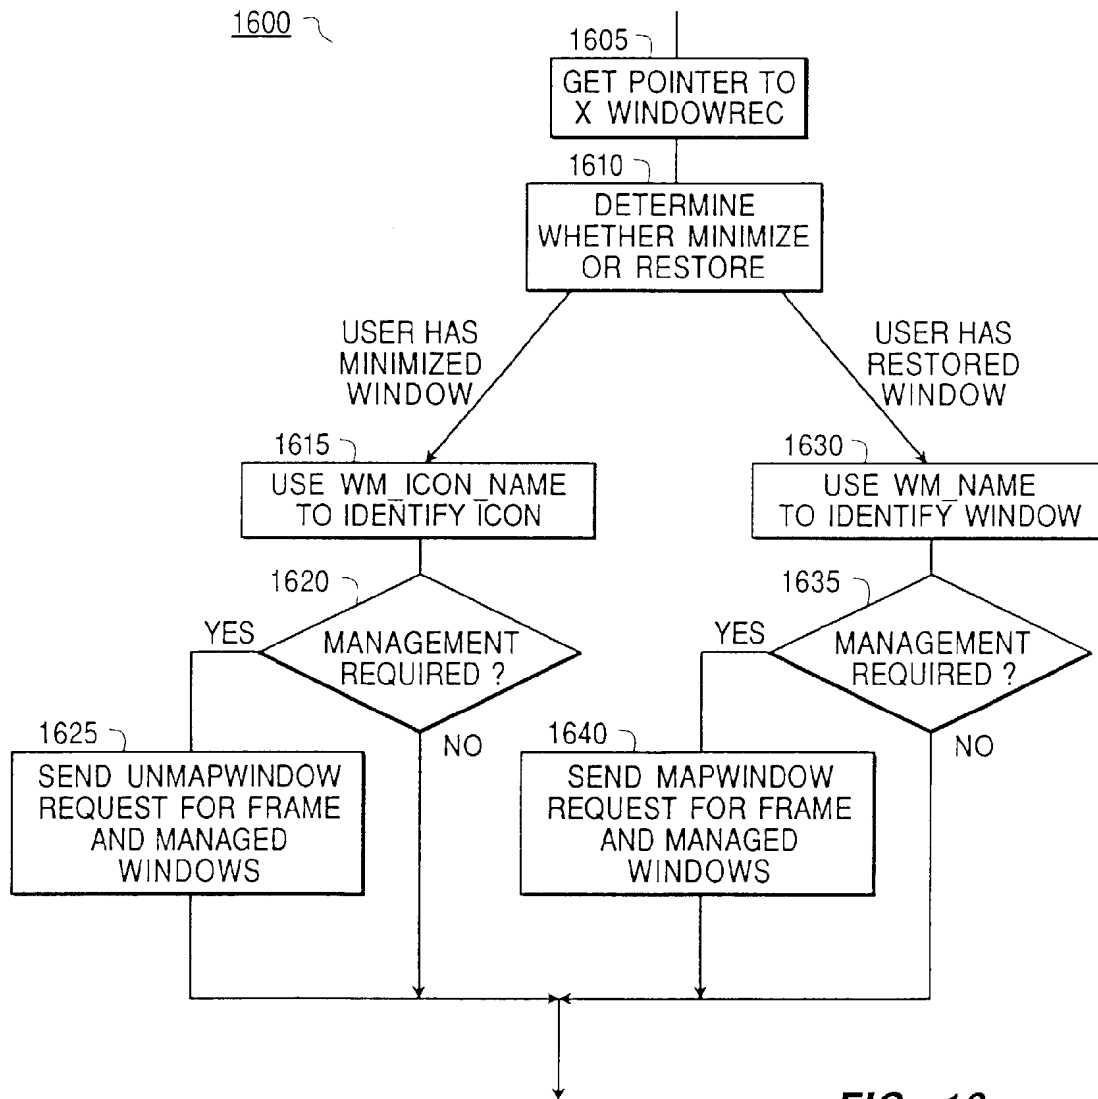 1600
1605
GET POINTER TO
X WINDOWREC
1610
DETERMINE
WHETHER MINIMIZE
OR RESTORE
USER HAS
MINIMIZED
WINDOW
USER HAS
RESTORED
WINDOW
1615
USE WM_ICON_NAME
TO IDENTIFY ICON
1630
USE WM_NAME
TO IDENTIFY WINDOW
1620
MANAGEMENT
REQUIRED ?
YES
NO
1635
MANAGEMENT
REQUIRED ?
YES
NO
1625
SEND UNMAPWINDOW
REQUEST FOR FRAME
AND MANAGED
WINDOWS
1640
SEND MAPWINDOW
REQUEST FOR FRAME
AND MANAGED
WINDOWS
FIG. 16